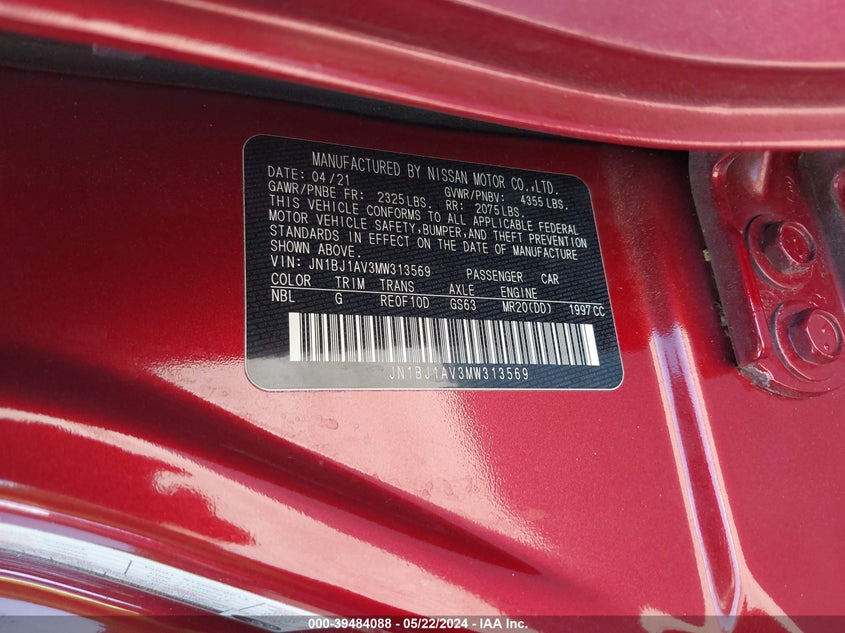 MANUFACTURED BY NISSAN MOTOR CO.,LTD.
DATE: 04/21 GVWR/PNBV: 4355 LBS.
GAWR/PNBE FR: 2325LBS. RR: 2075LBS.
THIS VEHICLE CONFORMS TO ALL APPLICABLE FEDERAL
MOTOR VEHICLE SAFETY,BUMPER,AND THEFT PREVENTION
STANDARDS IN EFFECT ON THE DATE OF MANUFACTURE
SHOWN ABOVE.
VIN: JN1BJ1AV3MW313569 PASSENGER CAR
COLOR TRIM TRANS AXLE ENGINE
NBL G RE0F10D GS63 MR20(DD) 1997CC
JN1BJ1AV3MW313569
000-39484088 - 05/22/2024 - IAA Inc.